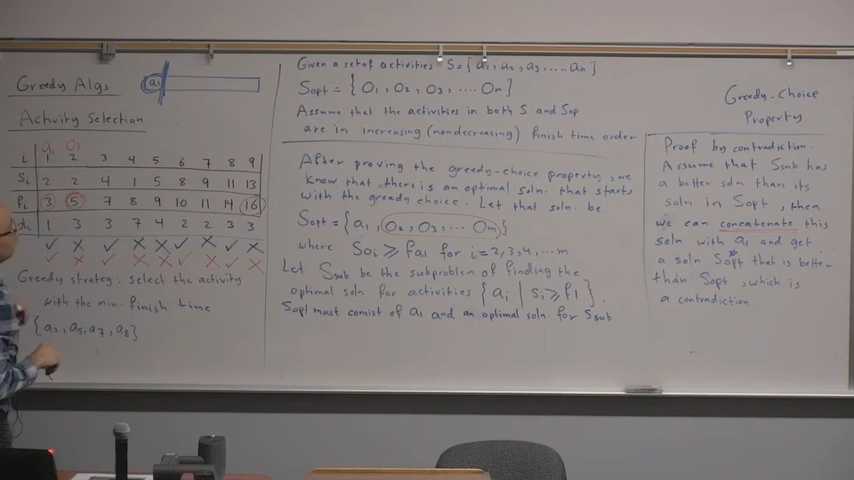 Greedy Algs
a1
Activity Selection
a1 O1
i 1 2 3 4 5 6 7 8 9
Si 2 2 4 1 5 8 9 11 13
fi 3 5 7 8 9 10 11 14 16
di 1 3 3 7 4 2 2 3 3
✓ X ✓ X X ✓ X ✓ X
✓ X ✓ X X ✓ X ✓ X
Greedy strateg: select the activity
with the min. finish time
{a2, a5, a7, a8}
Given a set of activities S = {a1, a2, a3 .... an}
Sopt = {O1, O2, O3, ... Om}
Assume that the activities in both S and Sop
are in increasing (nondecreasing) finish time order
After proving the greedy-choice property, we
know that there is an optimal soln. that starts
with the greedy choice. Let that soln. be
Sopt = {a1, O2, O3, ... Om}
where SOi ≥ fa1 for i=2,3,4,...m
Let Ssub be the subproblem of finding the
optimal soln for activities {ai | Si ≥ f1}.
Sopt must consist of a1 and an optimal soln. for Ssub.
Greedy-Choice
Property
Proof by contradiction.
Assume that Ssub has
a better soln than its
soln in Sopt, then
we can concatenate this
soln with a1 and get
a soln S*opt that is better
than Sopt, which is
a contradiction